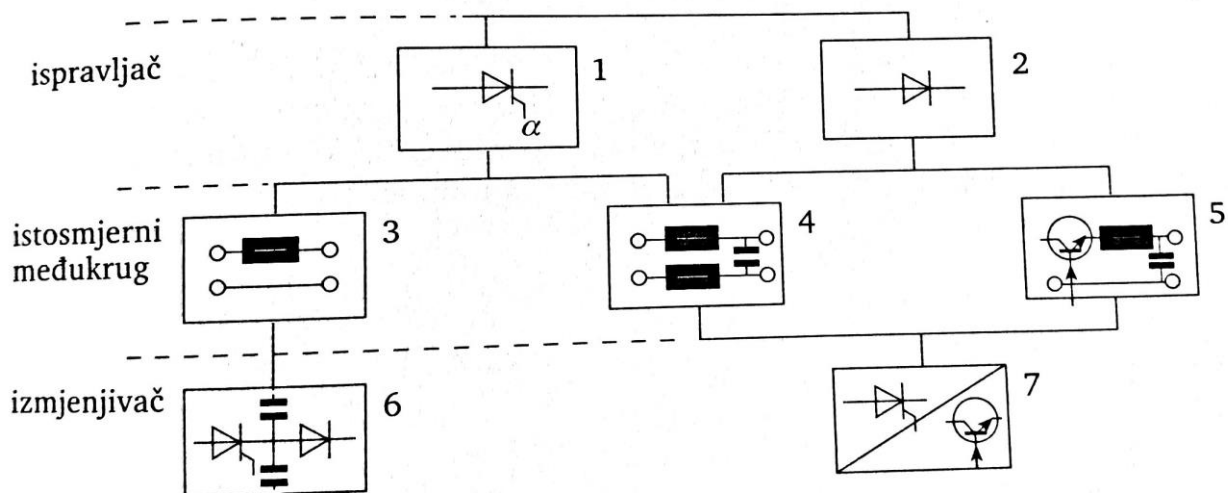 ispravljač
1
α
2
istosmjerni
međukrug
3
4
5
izmjenjivač
6
7